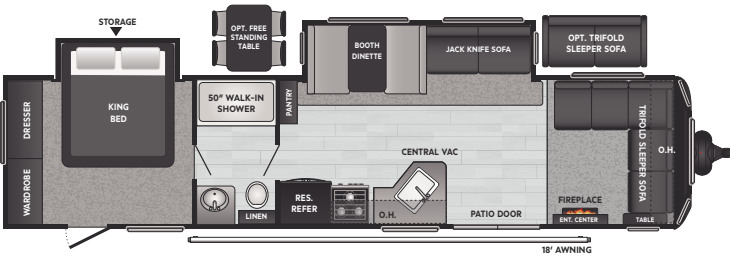 STORAGE
OPT. FREE
STANDING
TABLE
BOOTH
DINETTE
JACK KNIFE SOFA
OPT. TRIFOLD
SLEEPER SOFA
DRESSER
WARDROBE
KING
BED
50" WALK-IN
SHOWER
PANTRY
CENTRAL VAC
TRIFOLD SLEEPER SOFA
O.H.
LINEN
RES.
REFER
O.H.
PATIO DOOR
FIREPLACE
ENT. CENTER
TABLE
18' AWNING